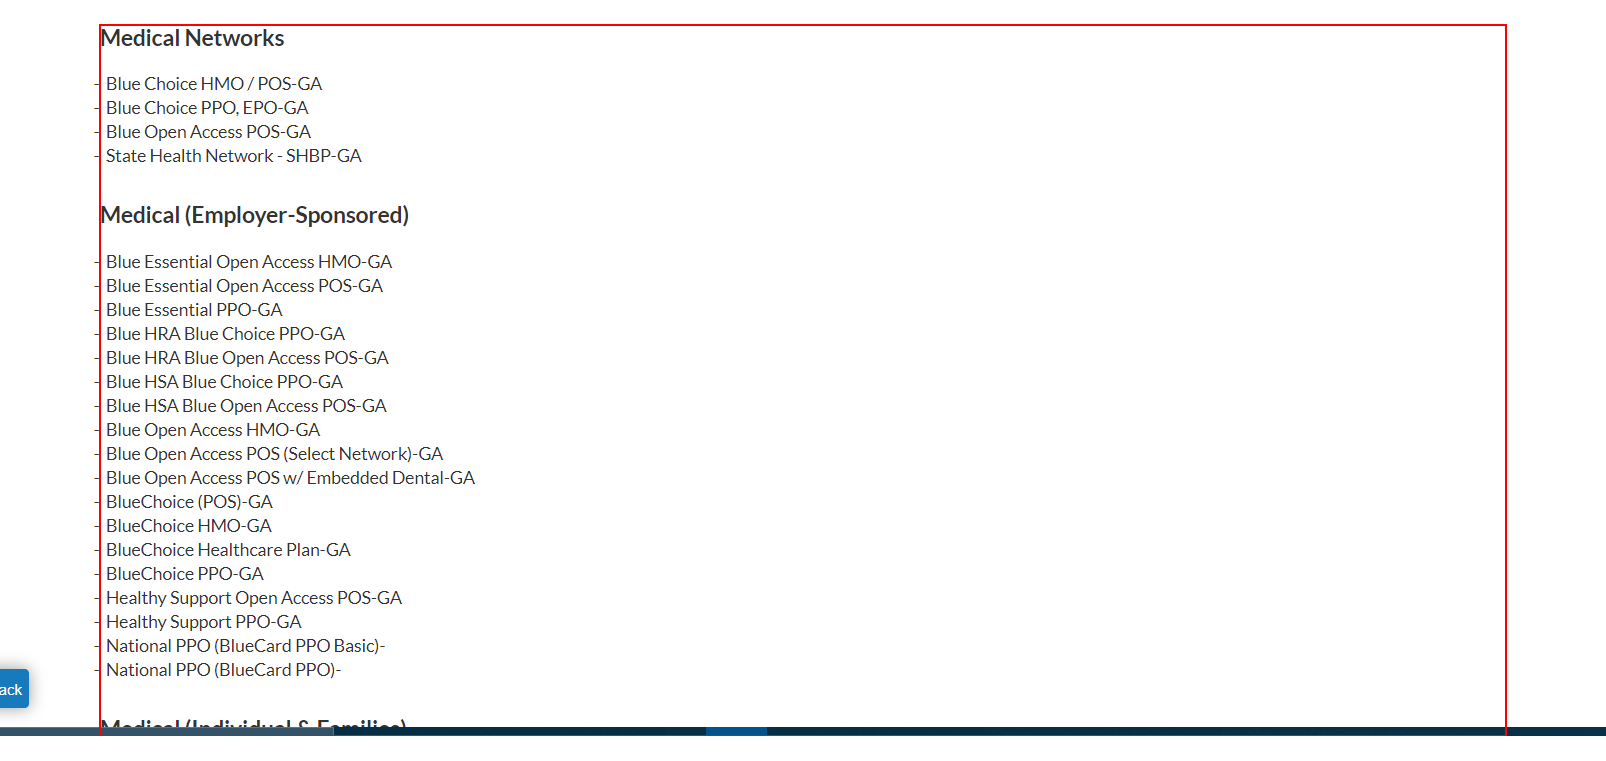 Medical Networks
- Blue Choice HMO / POS-GA
- Blue Choice PPO, EPO-GA
- Blue Open Access POS-GA
- State Health Network - SHBP-GA
Medical (Employer-Sponsored)
- Blue Essential Open Access HMO-GA
- Blue Essential Open Access POS-GA
- Blue Essential PPO-GA
- Blue HRA Blue Choice PPO-GA
- Blue HRA Blue Open Access POS-GA
- Blue HSA Blue Choice PPO-GA
- Blue HSA Blue Open Access POS-GA
- Blue Open Access HMO-GA
- Blue Open Access POS (Select Network)-GA
- Blue Open Access POS w/ Embedded Dental-GA
- BlueChoice (POS)-GA
- BlueChoice HMO-GA
- BlueChoice Healthcare Plan-GA
- BlueChoice PPO-GA
- Healthy Support Open Access POS-GA
- Healthy Support PPO-GA
- National PPO (BlueCard PPO Basic)-
- National PPO (BlueCard PPO)-
ack
Medical (Individual & Families)